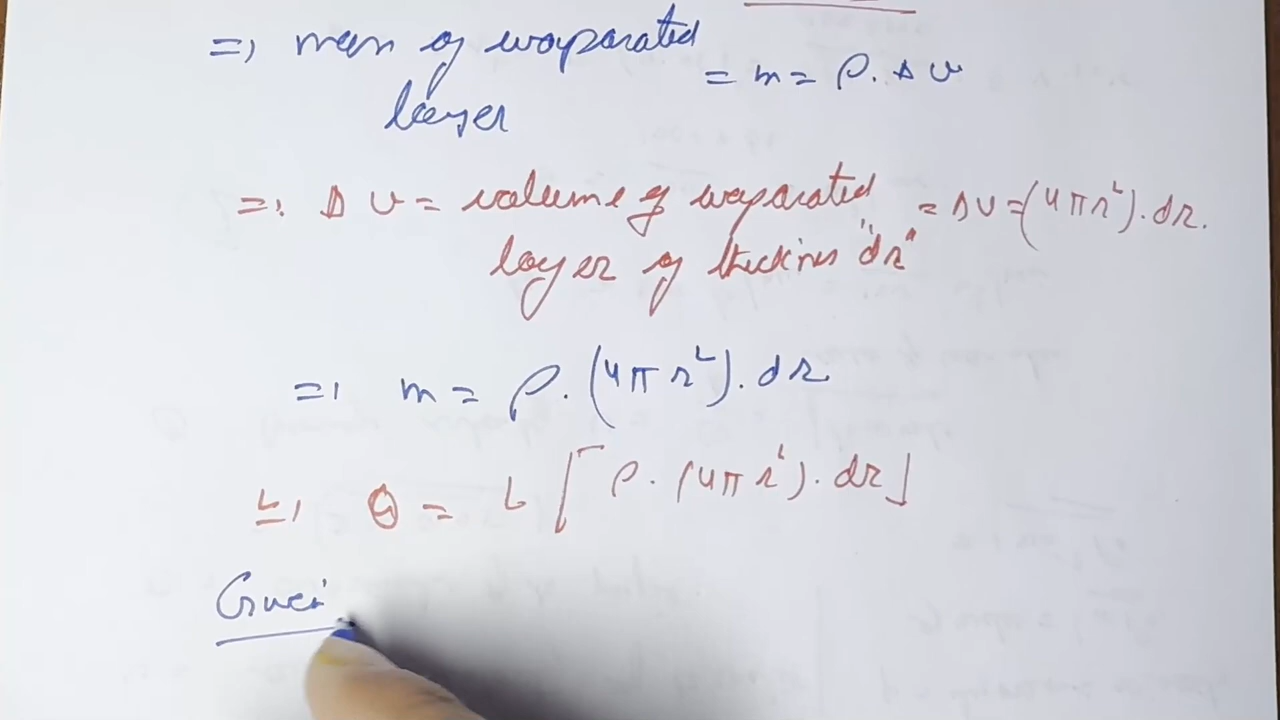 => mass of evaporated
layer = m = ρ. Δv
=> Δv = volume of evaporated = Δv = (4πr²). dr.
layer of thickness "dr"
=> m = ρ. (4πr²). dr
=> Q = L [ρ. (4πr²). dr]